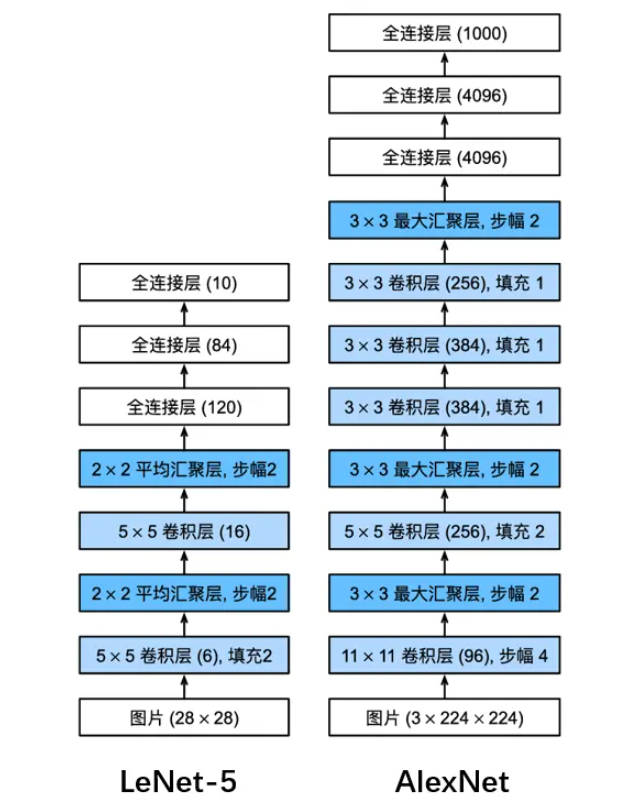 全连接层 (10)
全连接层 (84)
全连接层 (120)
2 × 2 平均汇聚层, 步幅2
5 × 5 卷积层 (16)
2 × 2 平均汇聚层, 步幅2
5 × 5 卷积层 (6), 填充2
图片 (28 × 28)
LeNet-5
全连接层 (1000)
全连接层 (4096)
全连接层 (4096)
3 × 3 最大汇聚层, 步幅 2
3 × 3 卷积层 (256), 填充 1
3 × 3 卷积层 (384), 填充 1
3 × 3 卷积层 (384), 填充 1
3 × 3 最大汇聚层, 步幅 2
5 × 5 卷积层 (256), 填充 2
3 × 3 最大汇聚层, 步幅 2
11 × 11 卷积层 (96), 步幅 4
图片 (3 × 224 × 224)
AlexNet